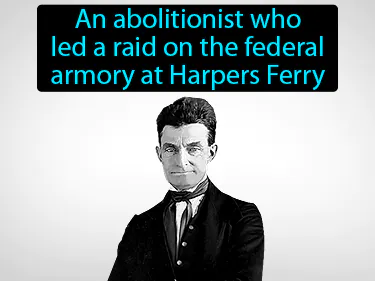 An abolitionist who
led a raid on the federal
armory at Harpers Ferry